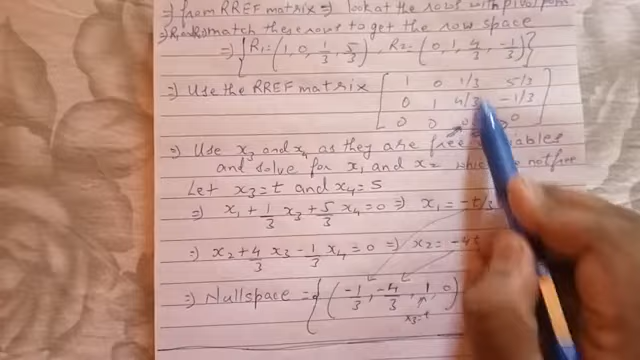 ⇒ from RREF matrix ⇒ look at the rows with pivot
match these rows to get the row space
⇒ {R1=(1, 0, 1/3, 5/3), R2=(0, 1, 4/3, -1/3)}
⇒ Use the RREF matrix [1 0 1/3 5/3
0 1 4/3 -1/3
0 0 0 0]
⇒ Use x3 and x4 as they are free variables
and solve for x1 and x2 which not free
Let x3=t and x4=s
⇒ x1+1/3 x3+5/3 x4=0 ⇒ x1=-t/3
⇒ x2+4/3 x3-1/3 x4=0 ⇒ x2=-4t
⇒ Nullspace={(-1/3, -4/3, 1, 0)
x3=t